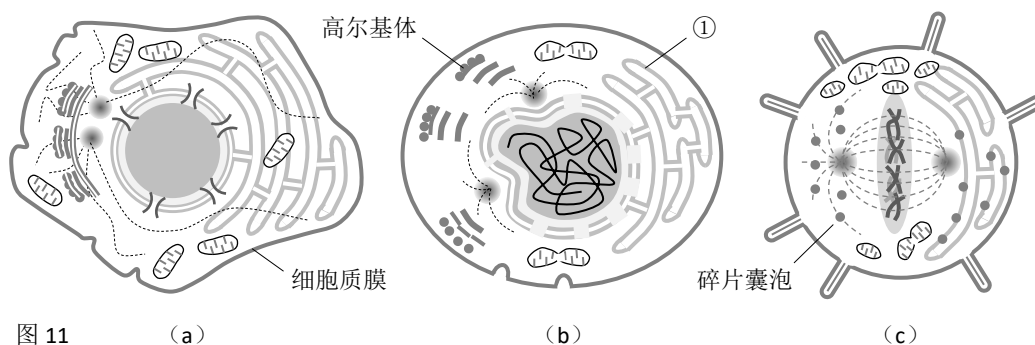 高尔基体
①
细胞质膜
碎片囊泡
图 11 （a） （b） （c）